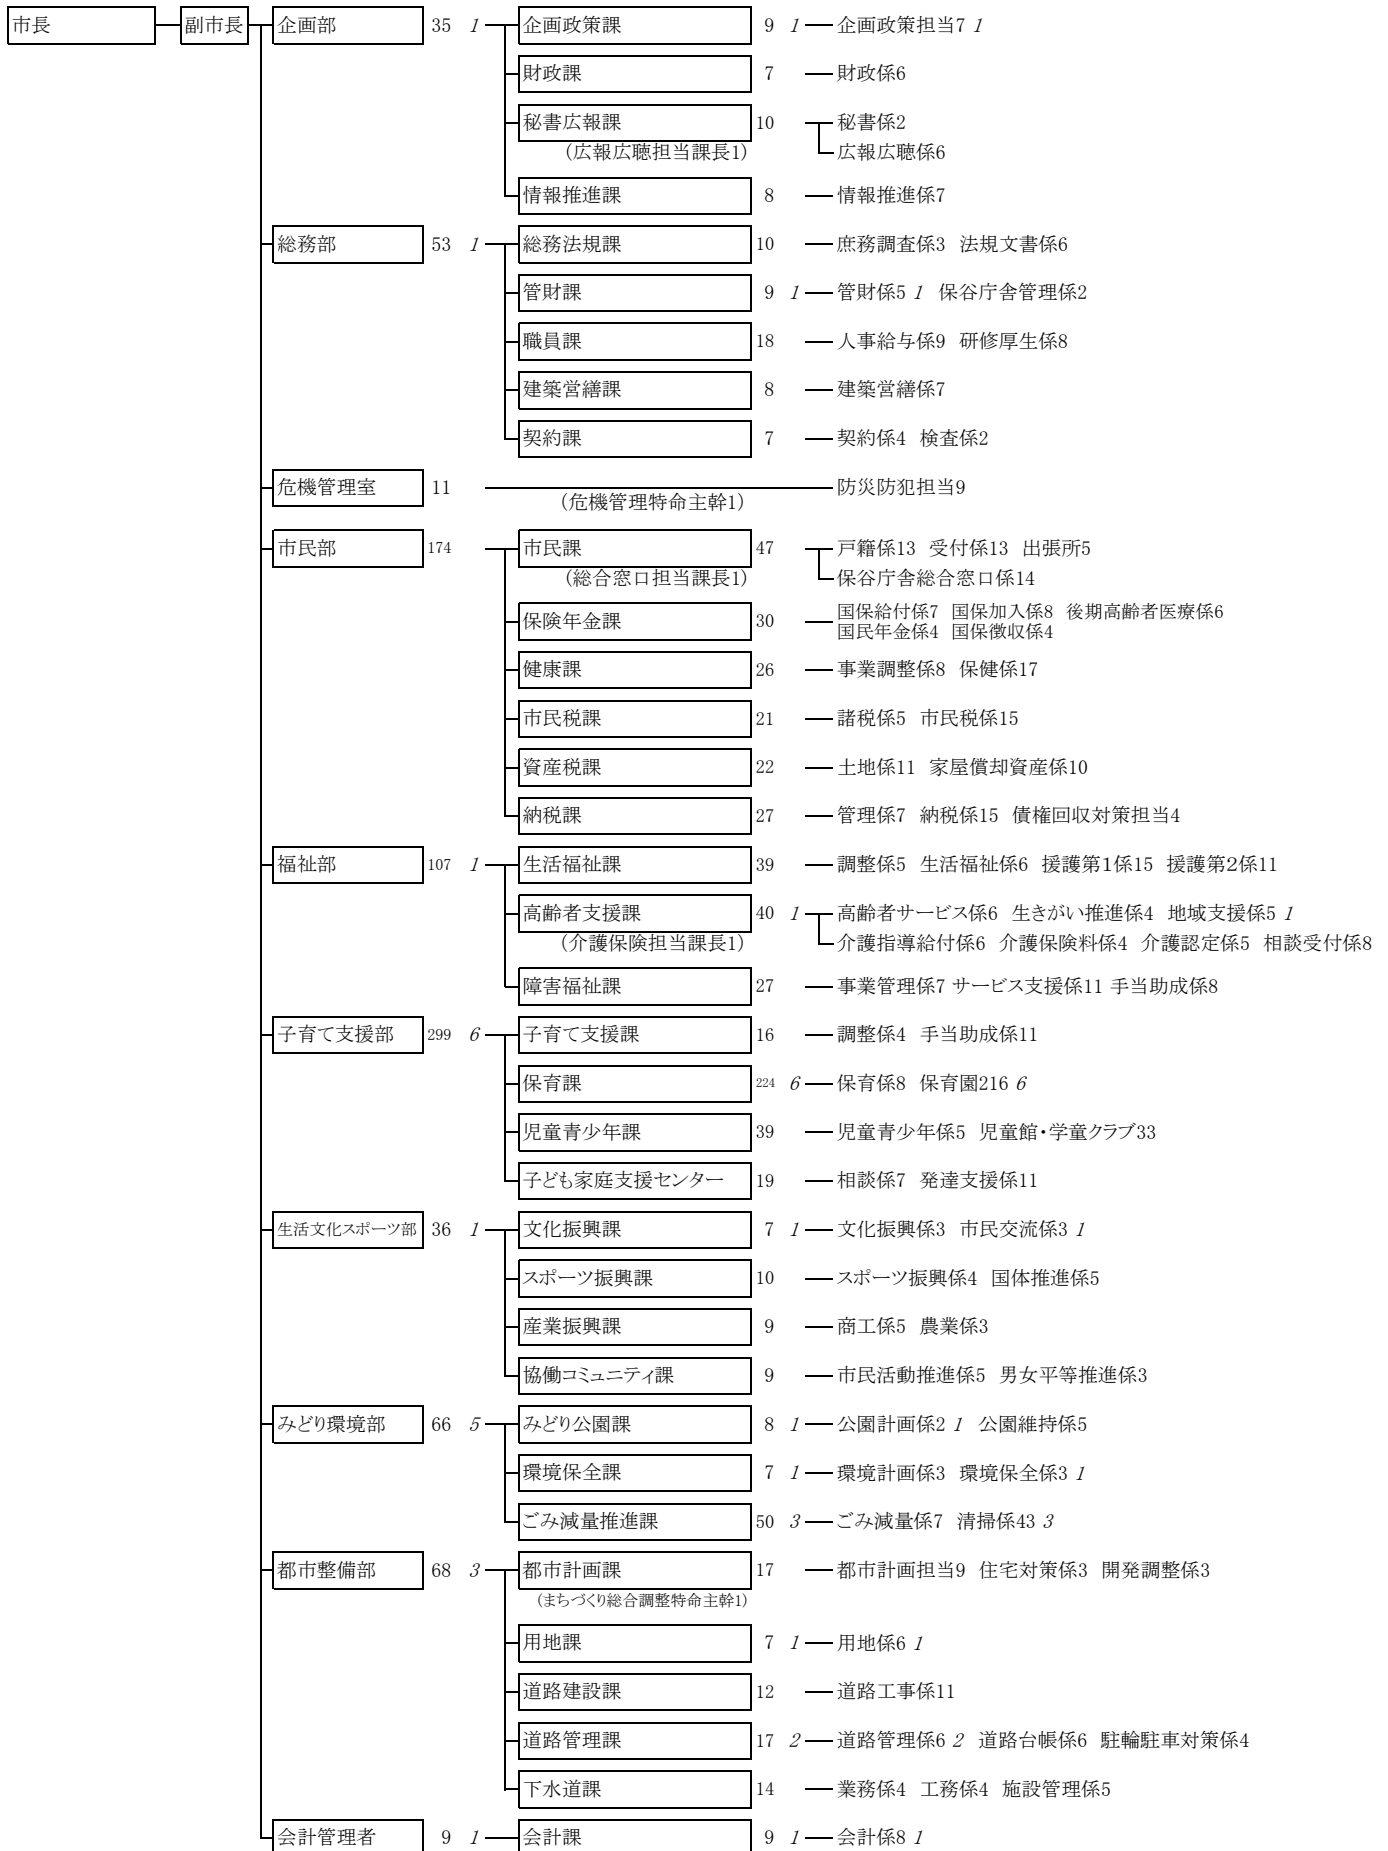 市長 副市長 企画部 35 1 企画政策課 9 1 企画政策担当7 1
財政課 7 財政係6
秘書広報課 10 秘書係2
(広報広聴担当課長1) 広報広聴係6
情報推進課 8 情報推進係7
総務部 53 1 総務法規課 10 庶務調査係3 法規文書係6
管財課 9 1 管財係5 1 保谷庁舎管理係2
職員課 18 人事給与係9 研修厚生係8
建築営繕課 8 建築営繕係7
契約課 7 契約係4 検査係2
危機管理室 11 防災防犯担当9
(危機管理特命主幹1)
市民部 174 市民課 47 戸籍係13 受付係13 出張所5
(総合窓口担当課長1) 保谷庁舎総合窓口係14
保険年金課 30 国保給付係7 国保加入係8 後期高齢者医療係6
国民年金係4 国保徴収係4
健康課 26 事業調整係8 保健係17
市民税課 21 諸税係5 市民税係15
資産税課 22 土地係11 家屋償却資産係10
納税課 27 管理係7 納税係15 債権回収対策担当4
福祉部 107 1 生活福祉課 39 調整係5 生活福祉係6 援護第1係15 援護第2係11
高齢者支援課 40 1 高齢者サービス係6 生きがい推進係4 地域支援係5 1
(介護保険担当課長1) 介護指導給付係6 介護保険料係4 介護認定係5 相談受付係8
障害福祉課 27 事業管理係7 サービス支援係11 手当助成係8
子育て支援部 299 6 子育て支援課 16 調整係4 手当助成係11
保育課 224 6 保育係8 保育園216 6
児童青少年課 39 児童青少年係5 児童館・学童クラブ33
子ども家庭支援センター 19 相談係7 発達支援係11
生活文化スポーツ部 36 1 文化振興課 7 1 文化振興係3 市民交流係3 1
スポーツ振興課 10 スポーツ振興係4 国体推進係5
産業振興課 9 商工係5 農業係3
協働コミュニティ課 9 市民活動推進係5 男女平等推進係3
みどり環境部 66 5 みどり公園課 8 1 公園計画係2 1 公園維持係5
環境保全課 7 1 環境計画係3 環境保全係3 1
ごみ減量推進課 50 3 ごみ減量係7 清掃係43 3
都市整備部 68 3 都市計画課 17 都市計画担当9 住宅対策係3 開発調整係3
(まちづくり総合調整特命主幹1)
用地課 7 1 用地係6 1
道路建設課 12 道路工事係11
道路管理課 17 2 道路管理係6 2 道路台帳係6 駐輪駐車対策係4
下水道課 14 業務係4 工務係4 施設管理係5
会計管理者 9 1 会計課 9 1 会計係8 1